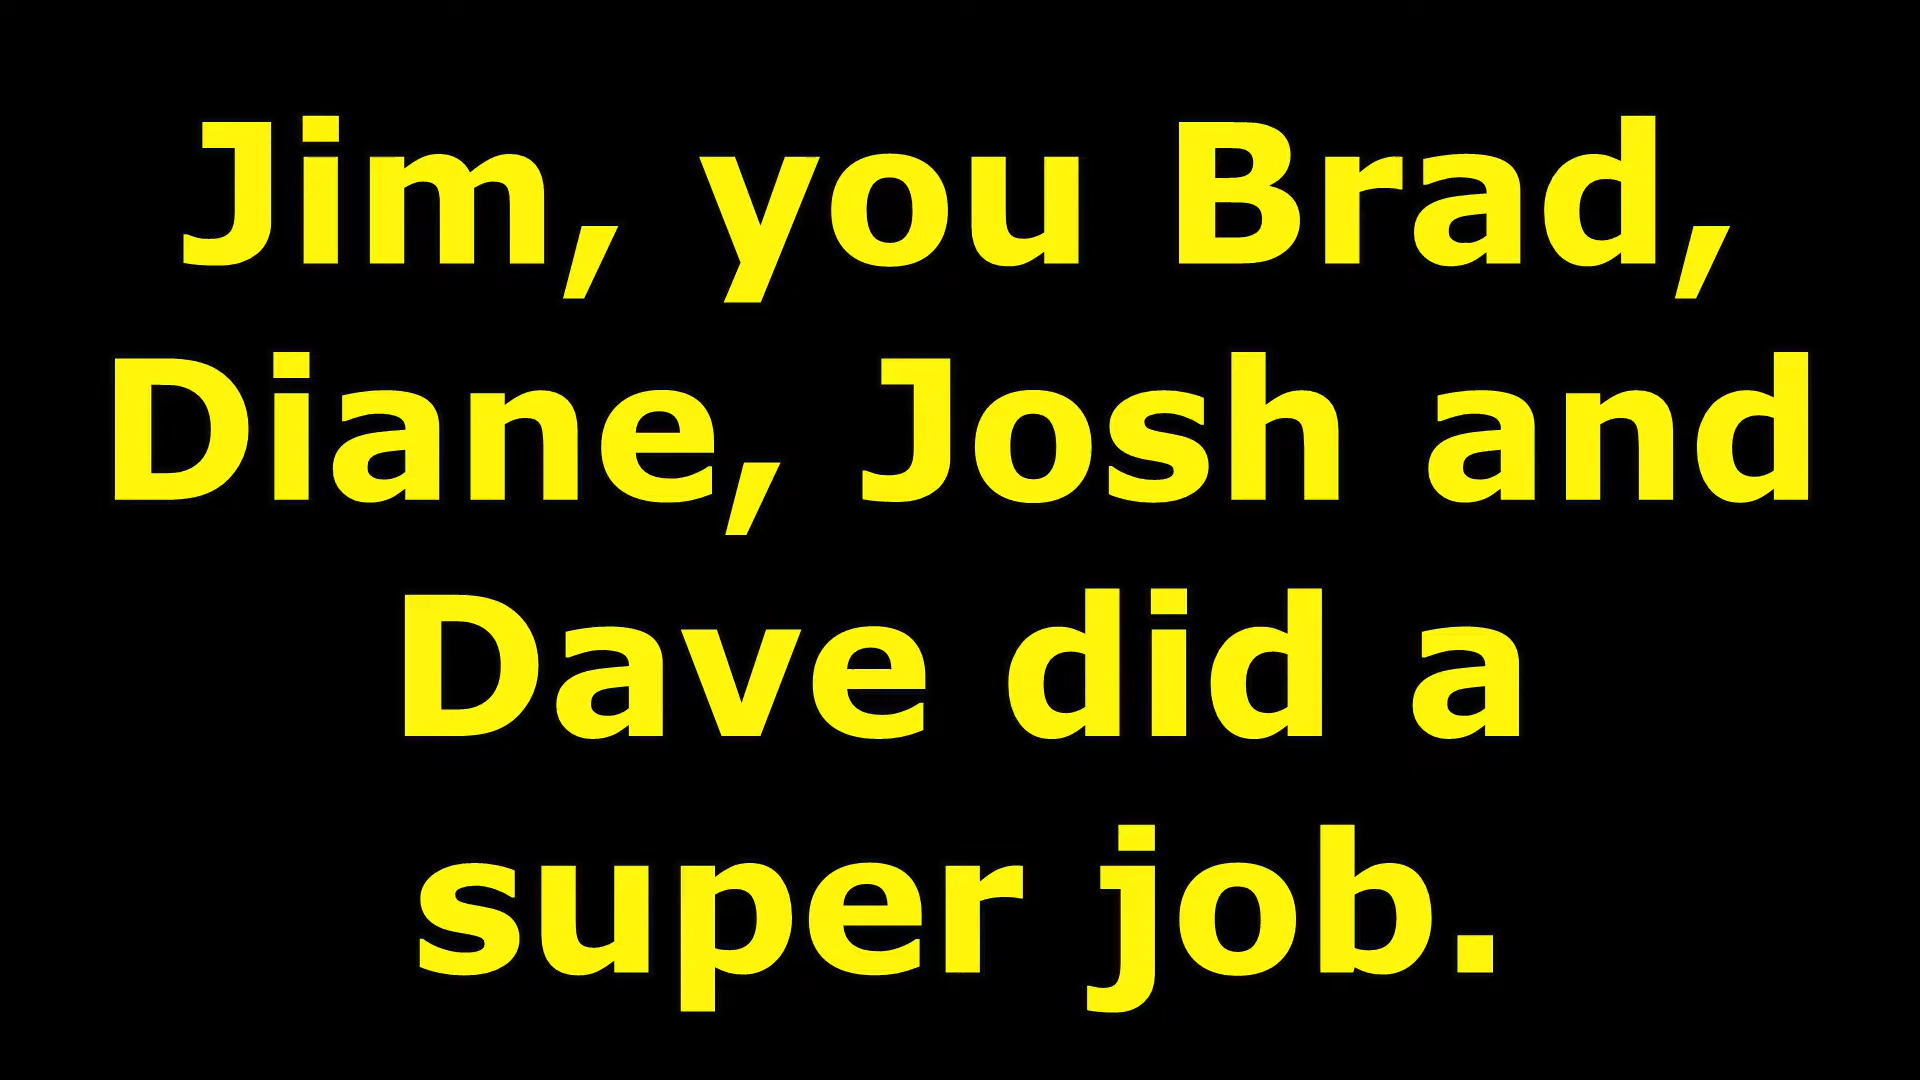 Jim, you Brad,
Diane, Josh and
Dave did a
super job.